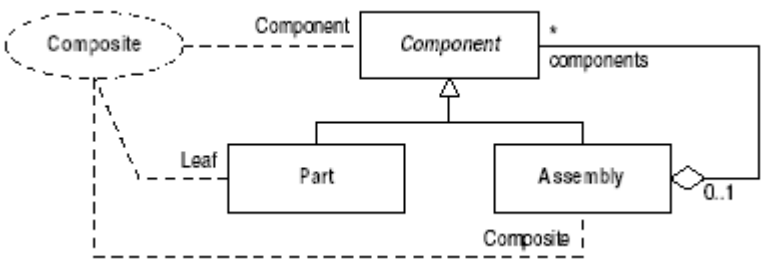 Composite
Component
Component
*
components
Leaf
Part
Assembly
0..1
Composite